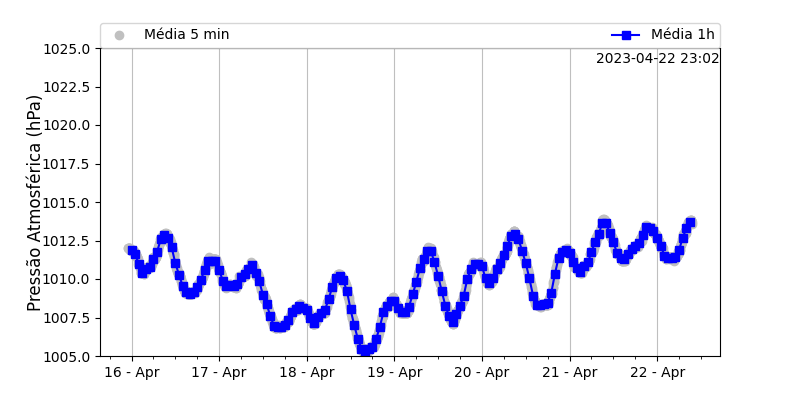 Média 5 min
Média 1h
2023-04-22 23:02
Pressão Atmosférica (hPa)
1025.0
1022.5
1020.0
1017.5
1015.0
1012.5
1010.0
1007.5
1005.0
16 - Apr
17 - Apr
18 - Apr
19 - Apr
20 - Apr
21 - Apr
22 - Apr